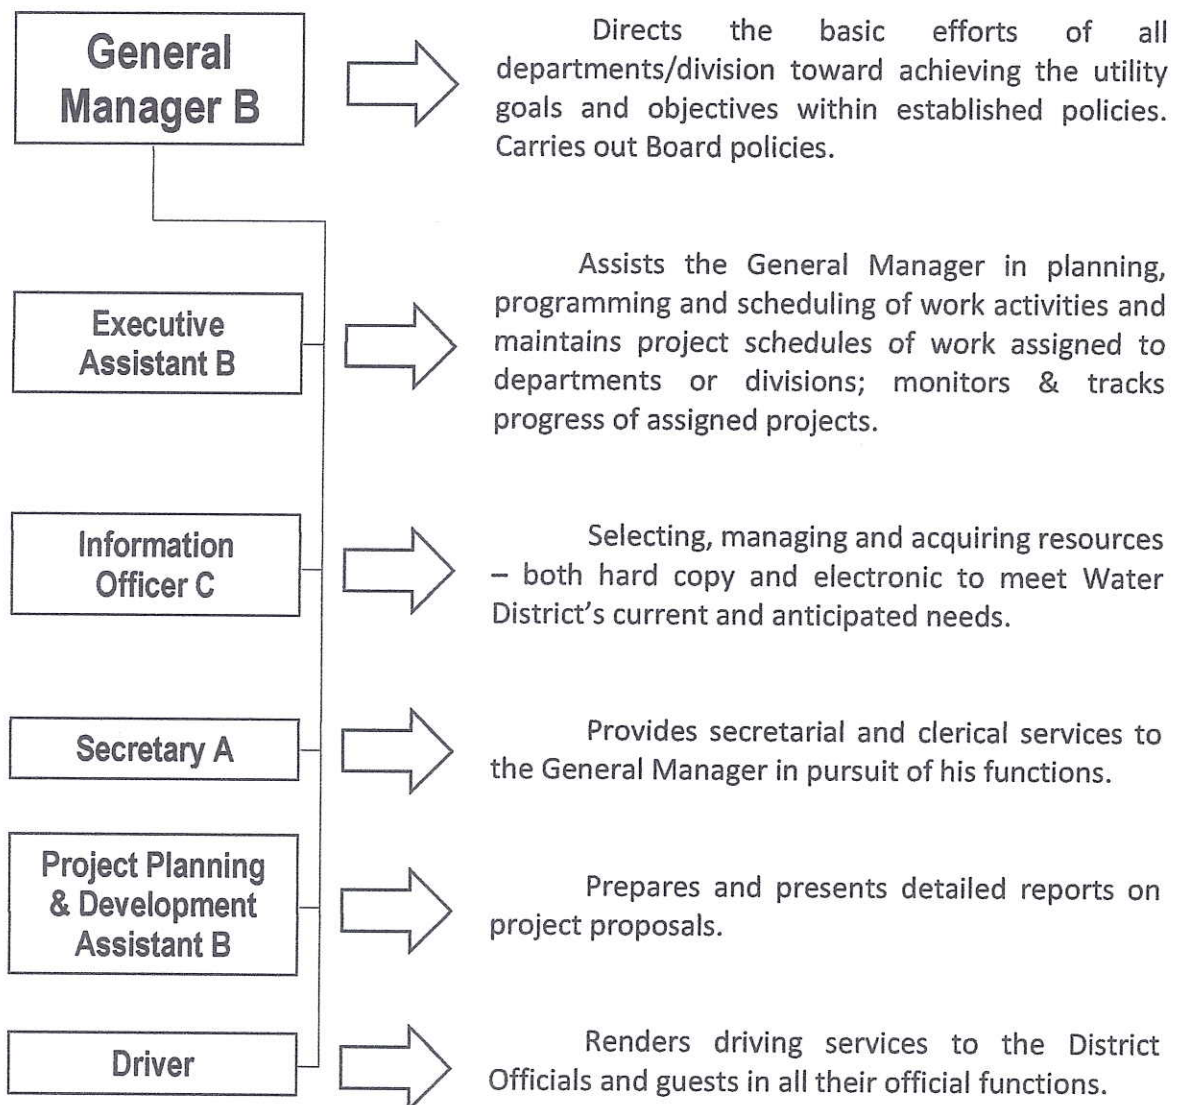 General
Manager B
Directs the basic efforts of all
departments/division toward achieving the utility
goals and objectives within established policies.
Carries out Board policies.
Executive
Assistant B
Assists the General Manager in planning,
programming and scheduling of work activities and
maintains project schedules of work assigned to
departments or divisions; monitors & tracks
progress of assigned projects.
Information
Officer C
Selecting, managing and acquiring resources
– both hard copy and electronic to meet Water
District's current and anticipated needs.
Secretary A
Provides secretarial and clerical services to
the General Manager in pursuit of his functions.
Project Planning
& Development
Assistant B
Prepares and presents detailed reports on
project proposals.
Driver
Renders driving services to the District
Officials and guests in all their official functions.